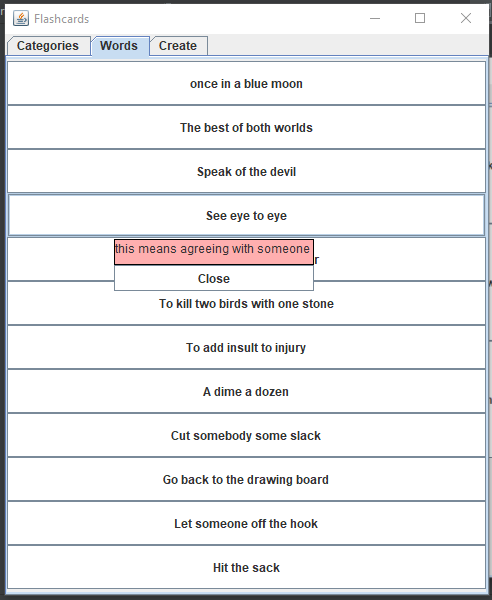 Flashcards
Categories Words Create
once in a blue moon
The best of both worlds
Speak of the devil
See eye to eye
this means agreeing with someone
Close
To kill two birds with one stone
To add insult to injury
A dime a dozen
Cut somebody some slack
Go back to the drawing board
Let someone off the hook
Hit the sack